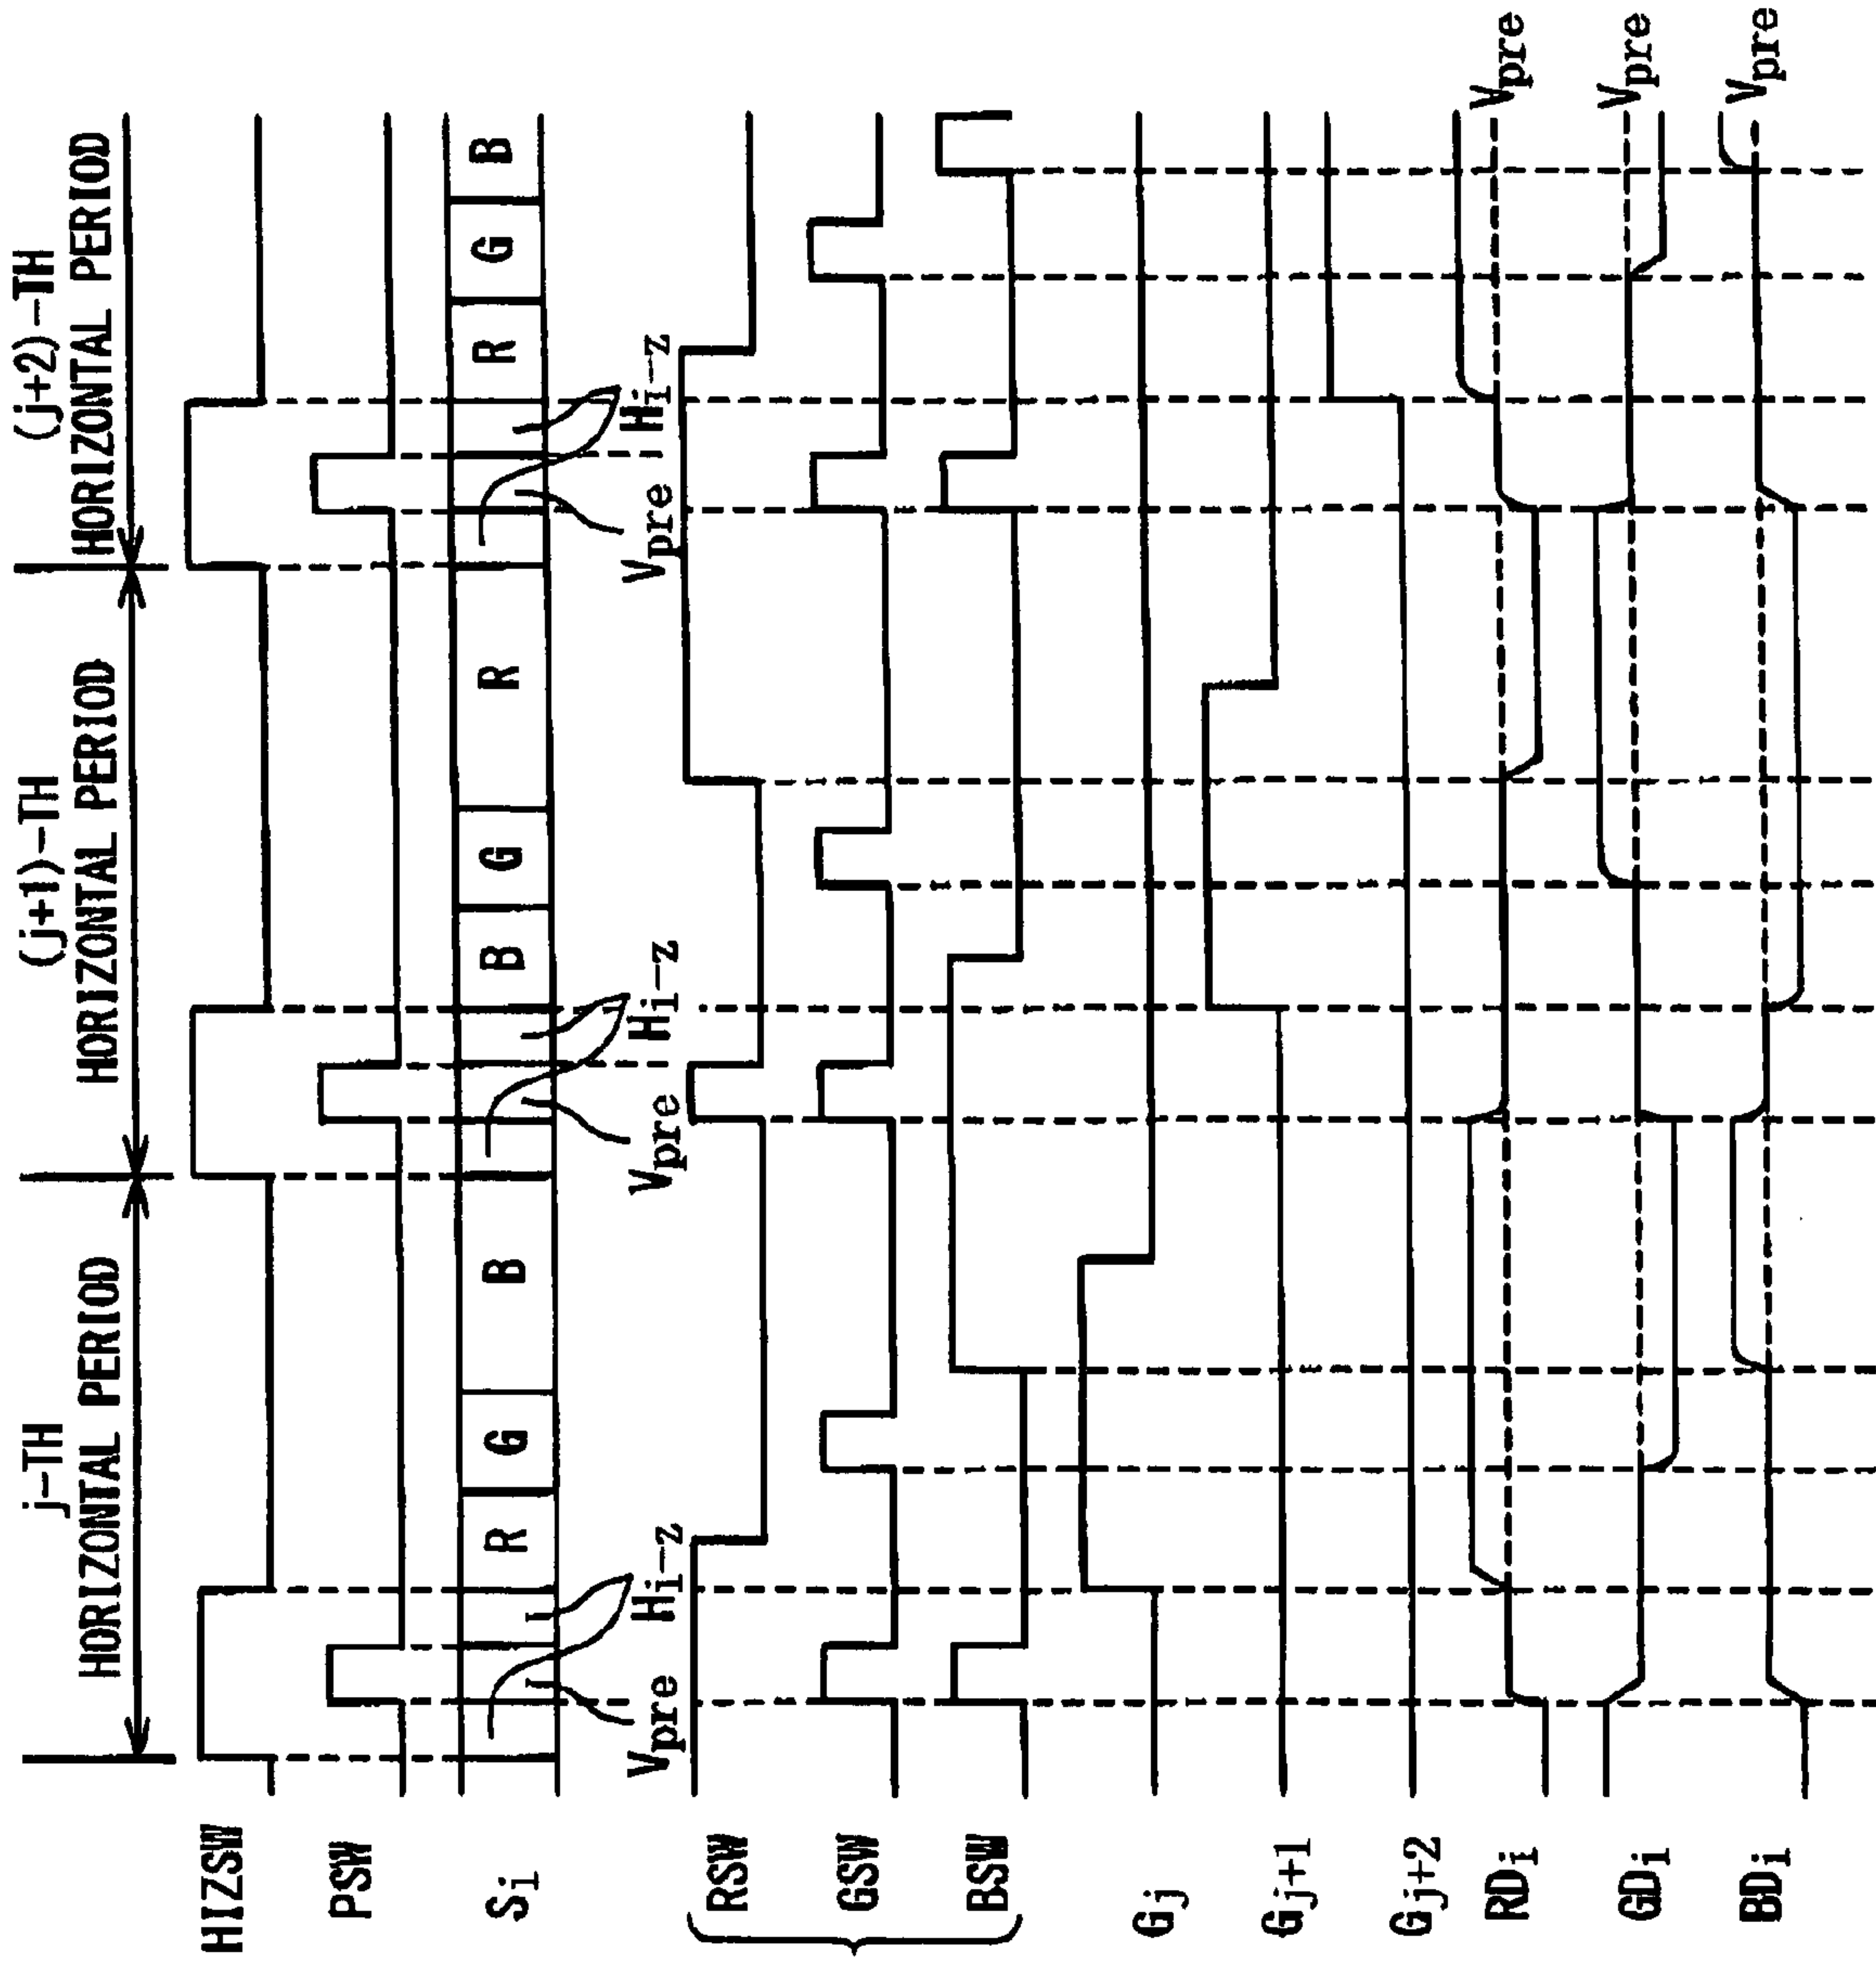 j-TH
HORIZONTAL PERIOD
(j+1)-TH
HORIZONTAL PERIOD
(j+2)-TH
HORIZONTAL PERIOD
HIZSW
PSW
Si
R
G
B
B
G
R
R
G
B
Vpre
Hi-z
Vpre
Hi-z
Vpre
Hi-z
RSW
GSW
BSW
Gj
Gj+1
Gj+2
RDi
Vpre
GDi
Vpre
BDi
Vpre